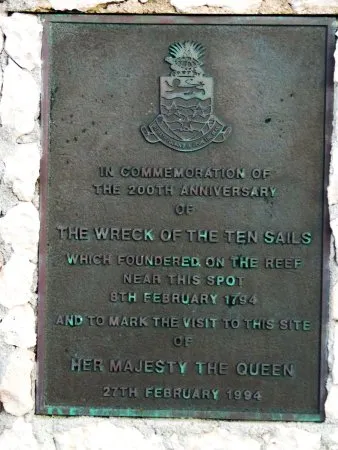 IN COMMEMORATION OF
THE 200TH ANNIVERSARY
OF
THE WRECK OF THE TEN SAILS
WHICH FOUNDERED ON THE REEF
NEAR THIS SPOT
8TH FEBRUARY 1794
AND TO MARK THE VISIT TO THIS SITE
OF
HER MAJESTY THE QUEEN
27TH FEBRUARY 1994